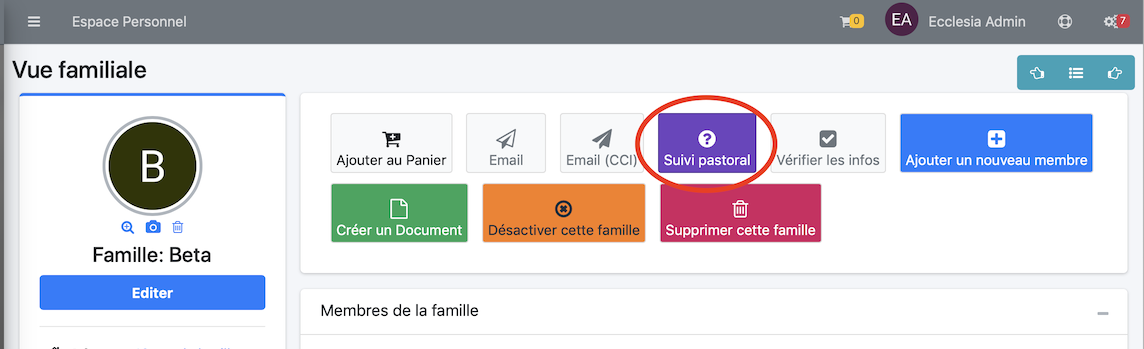 Espace Personnel
0
EA
Ecclesia Admin
7
Vue familiale
B
Famille: Beta
Editer
Ajouter au Panier
Email
Email (CCI)
Suivi pastoral
Vérifier les infos
Ajouter un nouveau membre
Créer un Document
Désactiver cette famille
Supprimer cette famille
Membres de la famille